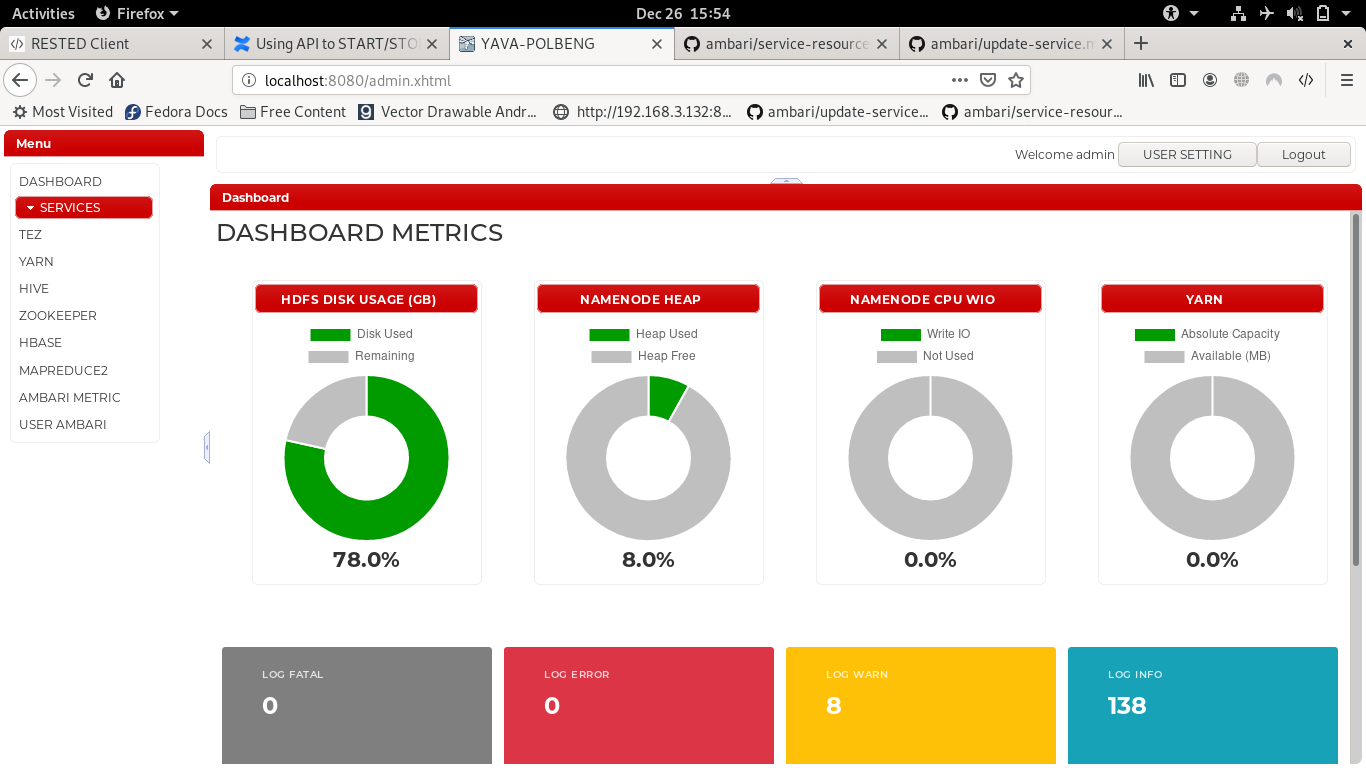 Activities Firefox Dec 26 15:54
RESTED Client Using API to START/STO YAVA-POLBENG ambari/service-resource ambari/update-service.m
localhost:8080/admin.xhtml
Most Visited Fedora Docs Free Content Vector Drawable Andr... http://192.168.3.132:8... ambari/update-service... ambari/service-resour...
Menu
DASHBOARD
SERVICES
TEZ
YARN
HIVE
ZOOKEEPER
HBASE
MAPREDUCE2
AMBARI METRIC
USER AMBARI
Welcome admin USER SETTING Logout
Dashboard
DASHBOARD METRICS
HDFS DISK USAGE (GB)
Disk Used
Remaining
78.0%
NAMENODE HEAP
Heap Used
Heap Free
8.0%
NAMENODE CPU WIO
Write IO
Not Used
0.0%
YARN
Absolute Capacity
Available (MB)
0.0%
LOG FATAL
0
LOG ERROR
0
LOG WARN
8
LOG INFO
138